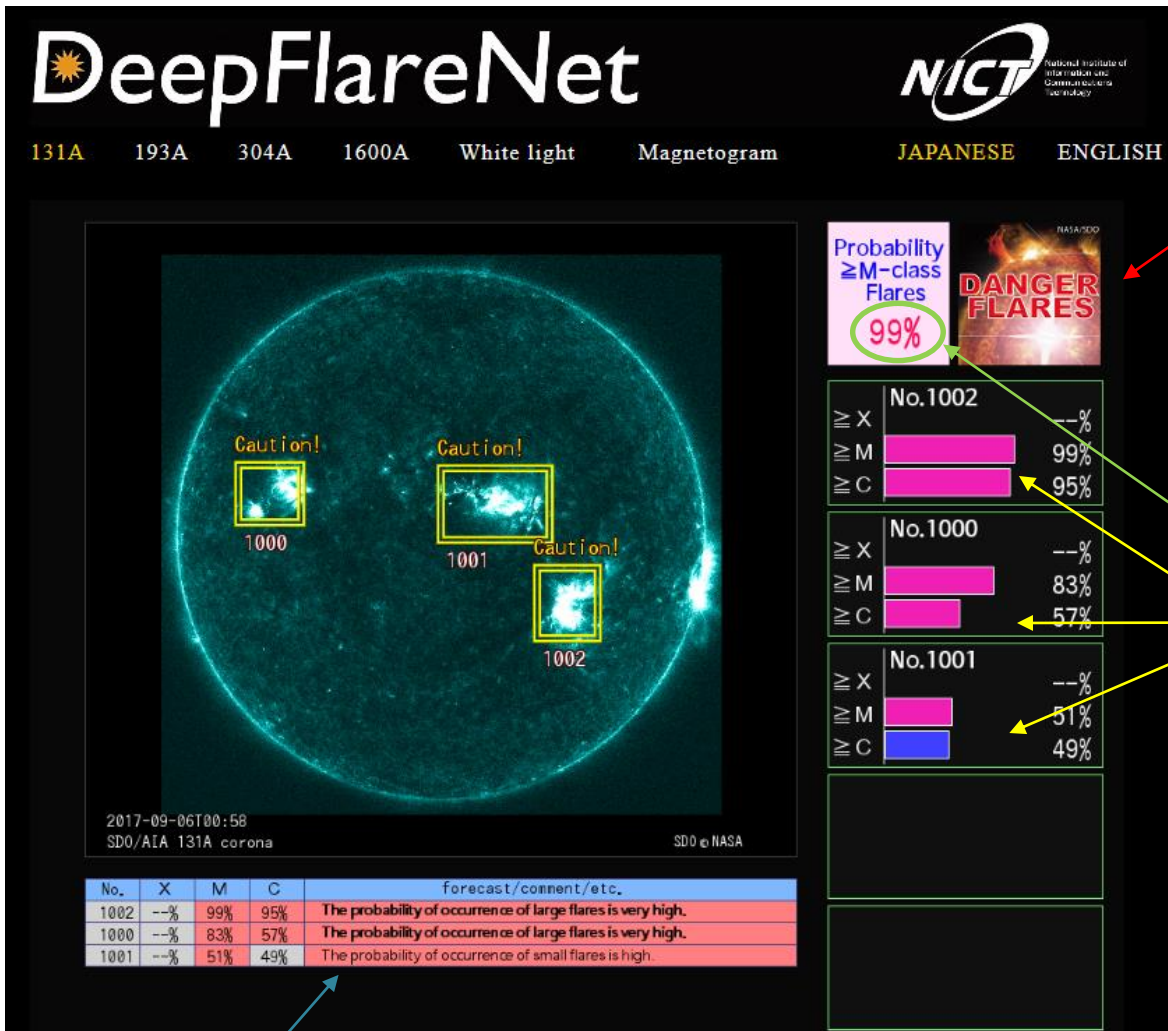 DeepFlareNet
NICT
National Institute of
Information and
Communications
Technology
131A 193A 304A 1600A White light Magnetogram JAPANESE ENGLISH
Probability
≧M-class
Flares
99%
NASA/SDO
DANGER
FLARES
Caution!
1000
Caution!
1001
Caution!
1002
2017-09-06T00:58
SDO/AIA 131A corona
SDO © NASA
No.1002
≧X --%
≧M 99%
≧C 95%
No.1000
≧X --%
≧M 83%
≧C 57%
No.1001
≧X --%
≧M 51%
≧C 49%
No. X M C forecast/comment/etc.
1002 --% 99% 95% The probability of occurrence of large flares is very high.
1000 --% 83% 57% The probability of occurrence of large flares is very high.
1001 --% 51% 49% The probability of occurrence of small flares is high.